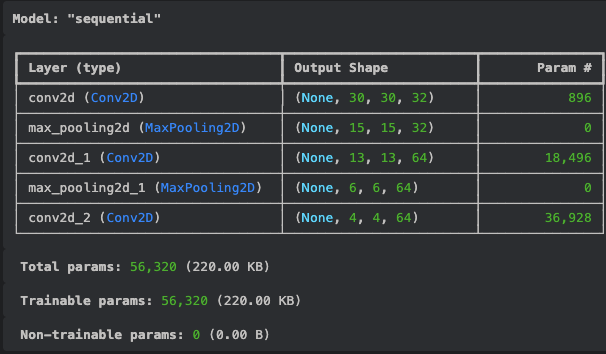 Model: "sequential"
Layer (type) Output Shape Param #
conv2d (Conv2D) (None, 30, 30, 32) 896
max_pooling2d (MaxPooling2D) (None, 15, 15, 32) 0
conv2d_1 (Conv2D) (None, 13, 13, 64) 18,496
max_pooling2d_1 (MaxPooling2D) (None, 6, 6, 64) 0
conv2d_2 (Conv2D) (None, 4, 4, 64) 36,928
Total params: 56,320 (220.00 KB)
Trainable params: 56,320 (220.00 KB)
Non-trainable params: 0 (0.00 B)